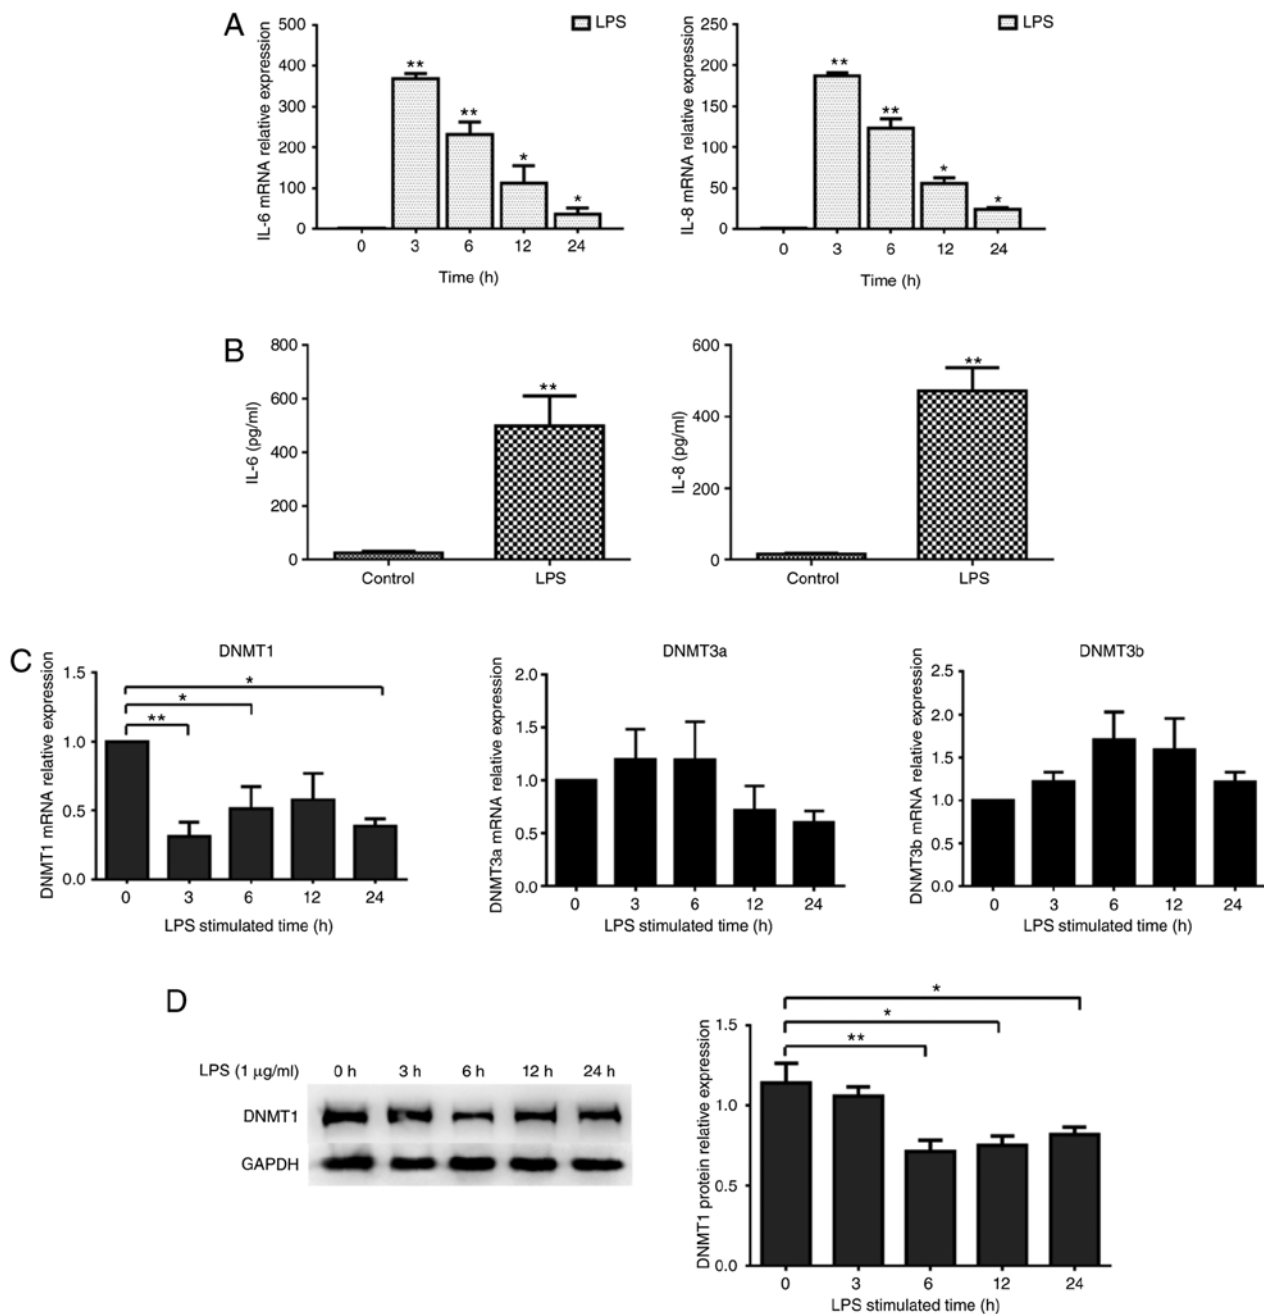 A
LPS
LPS
IL-6 mRNA relative expression
500
400
300
200
100
0
**
**
*
*
0 3 6 12 24
Time (h)
IL-8 mRNA relative expression
250
200
150
100
50
0
**
**
*
*
0 3 6 12 24
Time (h)
B
IL-6 (pg/ml)
800
600
400
200
0
**
Control LPS
IL-8 (pg/ml)
600
400
200
0
**
Control LPS
C
DNMT1
DNMT1 mRNA relative expression
1.5
1.0
0.5
0.0
*
*
**
0 3 6 12 24
LPS stimulated time (h)
DNMT3a
DNMT3a mRNA relative expression
2.0
1.5
1.0
0.5
0.0
0 3 6 12 24
LPS stimulated time (h)
DNMT3b
DNMT3b mRNA relative expression
2.5
2.0
1.5
1.0
0.5
0.0
0 3 6 12 24
LPS stimulated time (h)
D
LPS (1 µg/ml) 0 h 3 h 6 h 12 h 24 h
DNMT1
GAPDH
DNMT1 protein relative expression
1.5
1.0
0.5
0.0
*
*
**
0 3 6 12 24
LPS stimulated time (h)